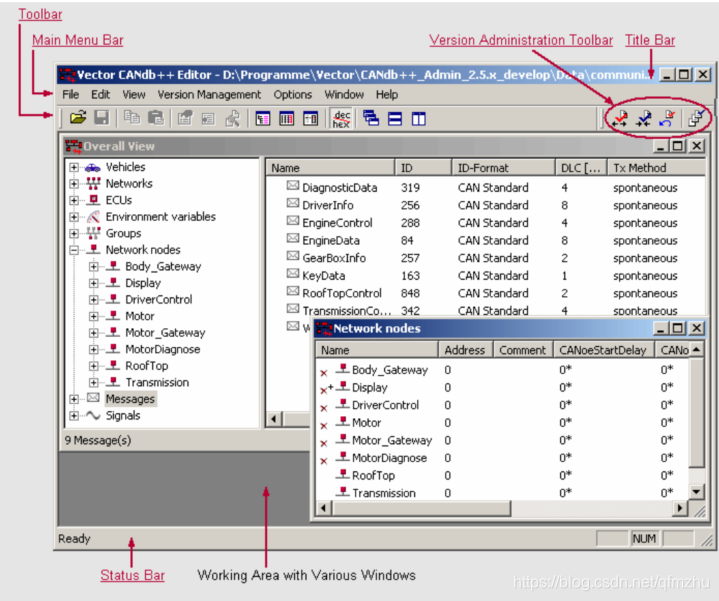 Toolbar
Main Menu Bar
Version Administration Toolbar Title Bar
Vector CANdb++ Editor - D:\Programme\Vector\CANdb++_Admin_2.5.x_develop\Data\communi...
File Edit View Version Management Options Window Help
dec
hex
Overall View
Vehicles
Networks
ECUs
Environment variables
Groups
Network nodes
Body_Gateway
Display
DriverControl
Motor
Motor_Gateway
MotorDiagnose
RoofTop
Transmission
Messages
Signals
Name ID ID-Format DLC [... Tx Method
DiagnosticData 319 CAN Standard 4 spontaneous
DriverInfo 256 CAN Standard 8 spontaneous
EngineControl 288 CAN Standard 4 spontaneous
EngineData 84 CAN Standard 8 spontaneous
GearBoxInfo 257 CAN Standard 2 spontaneous
KeyData 163 CAN Standard 1 spontaneous
RoofTopControl 848 CAN Standard 2 spontaneous
TransmissionCo... 342 CAN Standard 4 spontaneous
9 Message(s)
Network nodes
Name Address Comment CANoeStartDelay CANo
Body_Gateway 0 0* 0*
+ Display 0 0* 0*
DriverControl 0 0* 0*
Motor 0 0* 0*
Motor_Gateway 0 0* 0*
MotorDiagnose 0 0* 0*
RoofTop 0 0* 0*
Transmission 0 0* 0*
Ready NUM
Status Bar Working Area with Various Windows
https://blog.csdn.net/qfmzhu